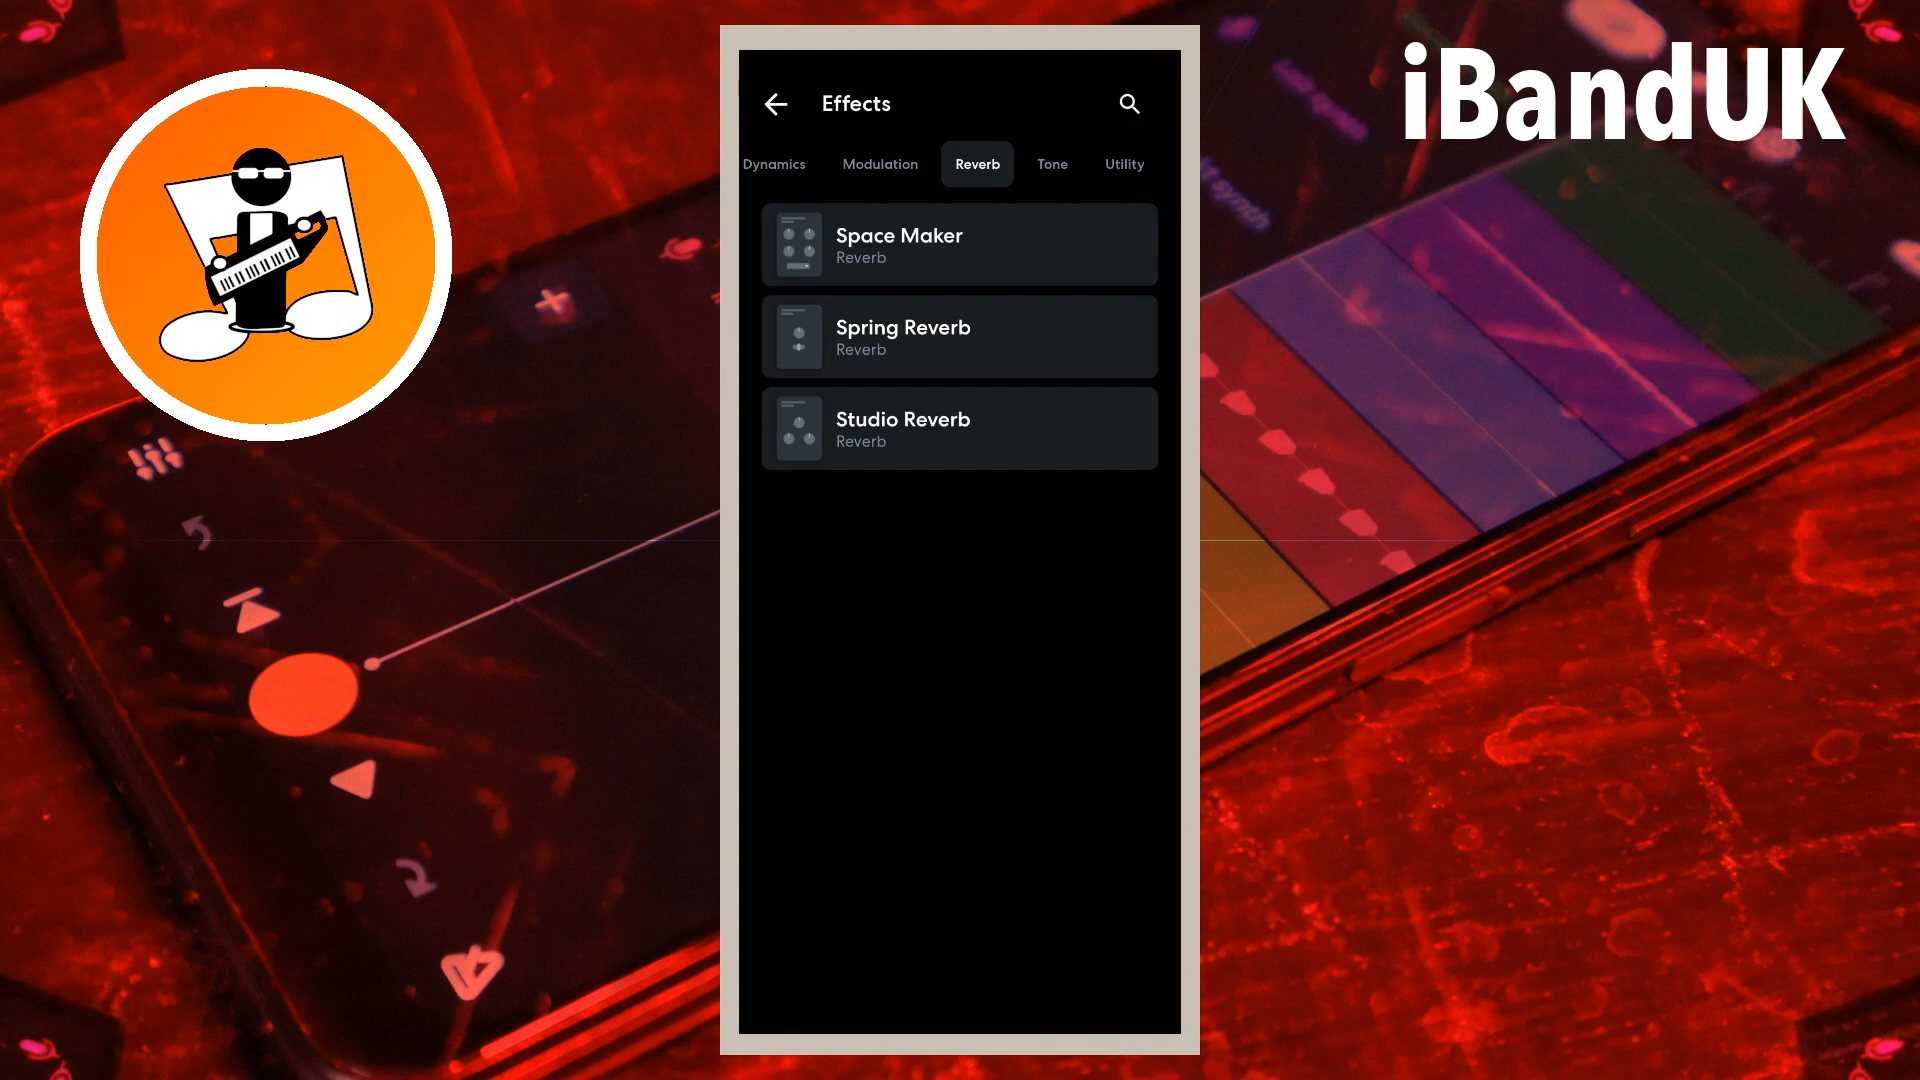 iBandUK
Effects
Dynamics Modulation Reverb Tone Utility
Space Maker
Reverb
Spring Reverb
Reverb
Studio Reverb
Reverb